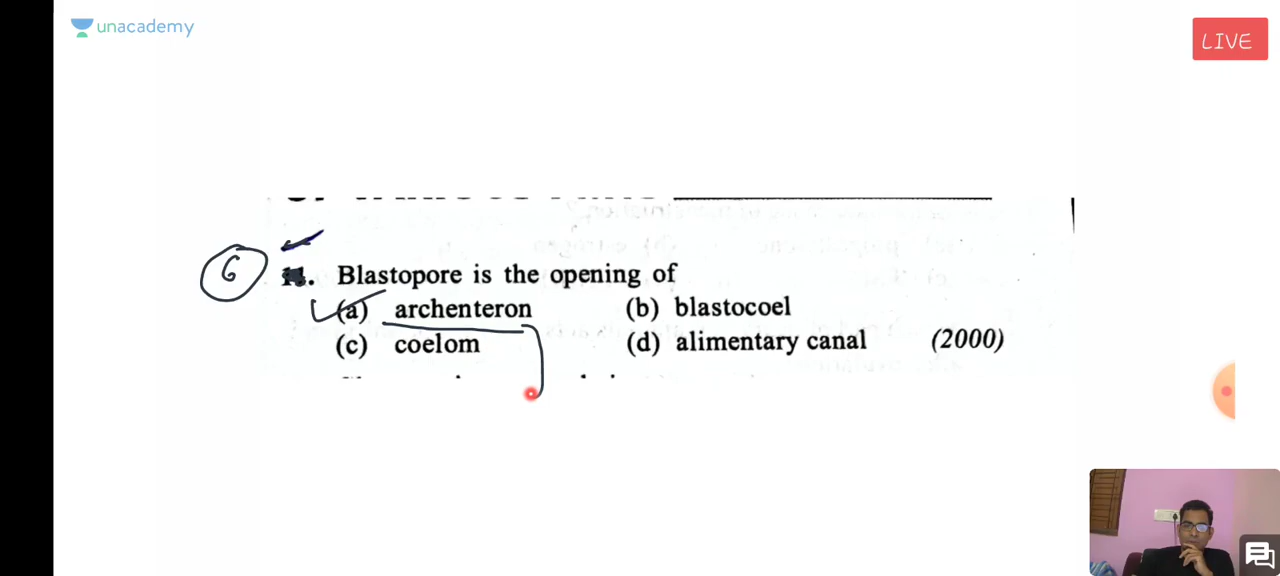 unacademy
LIVE
6
. Blastopore is the opening of
(a) archenteron (b) blastocoel
(c) coelom (d) alimentary canal (2000)